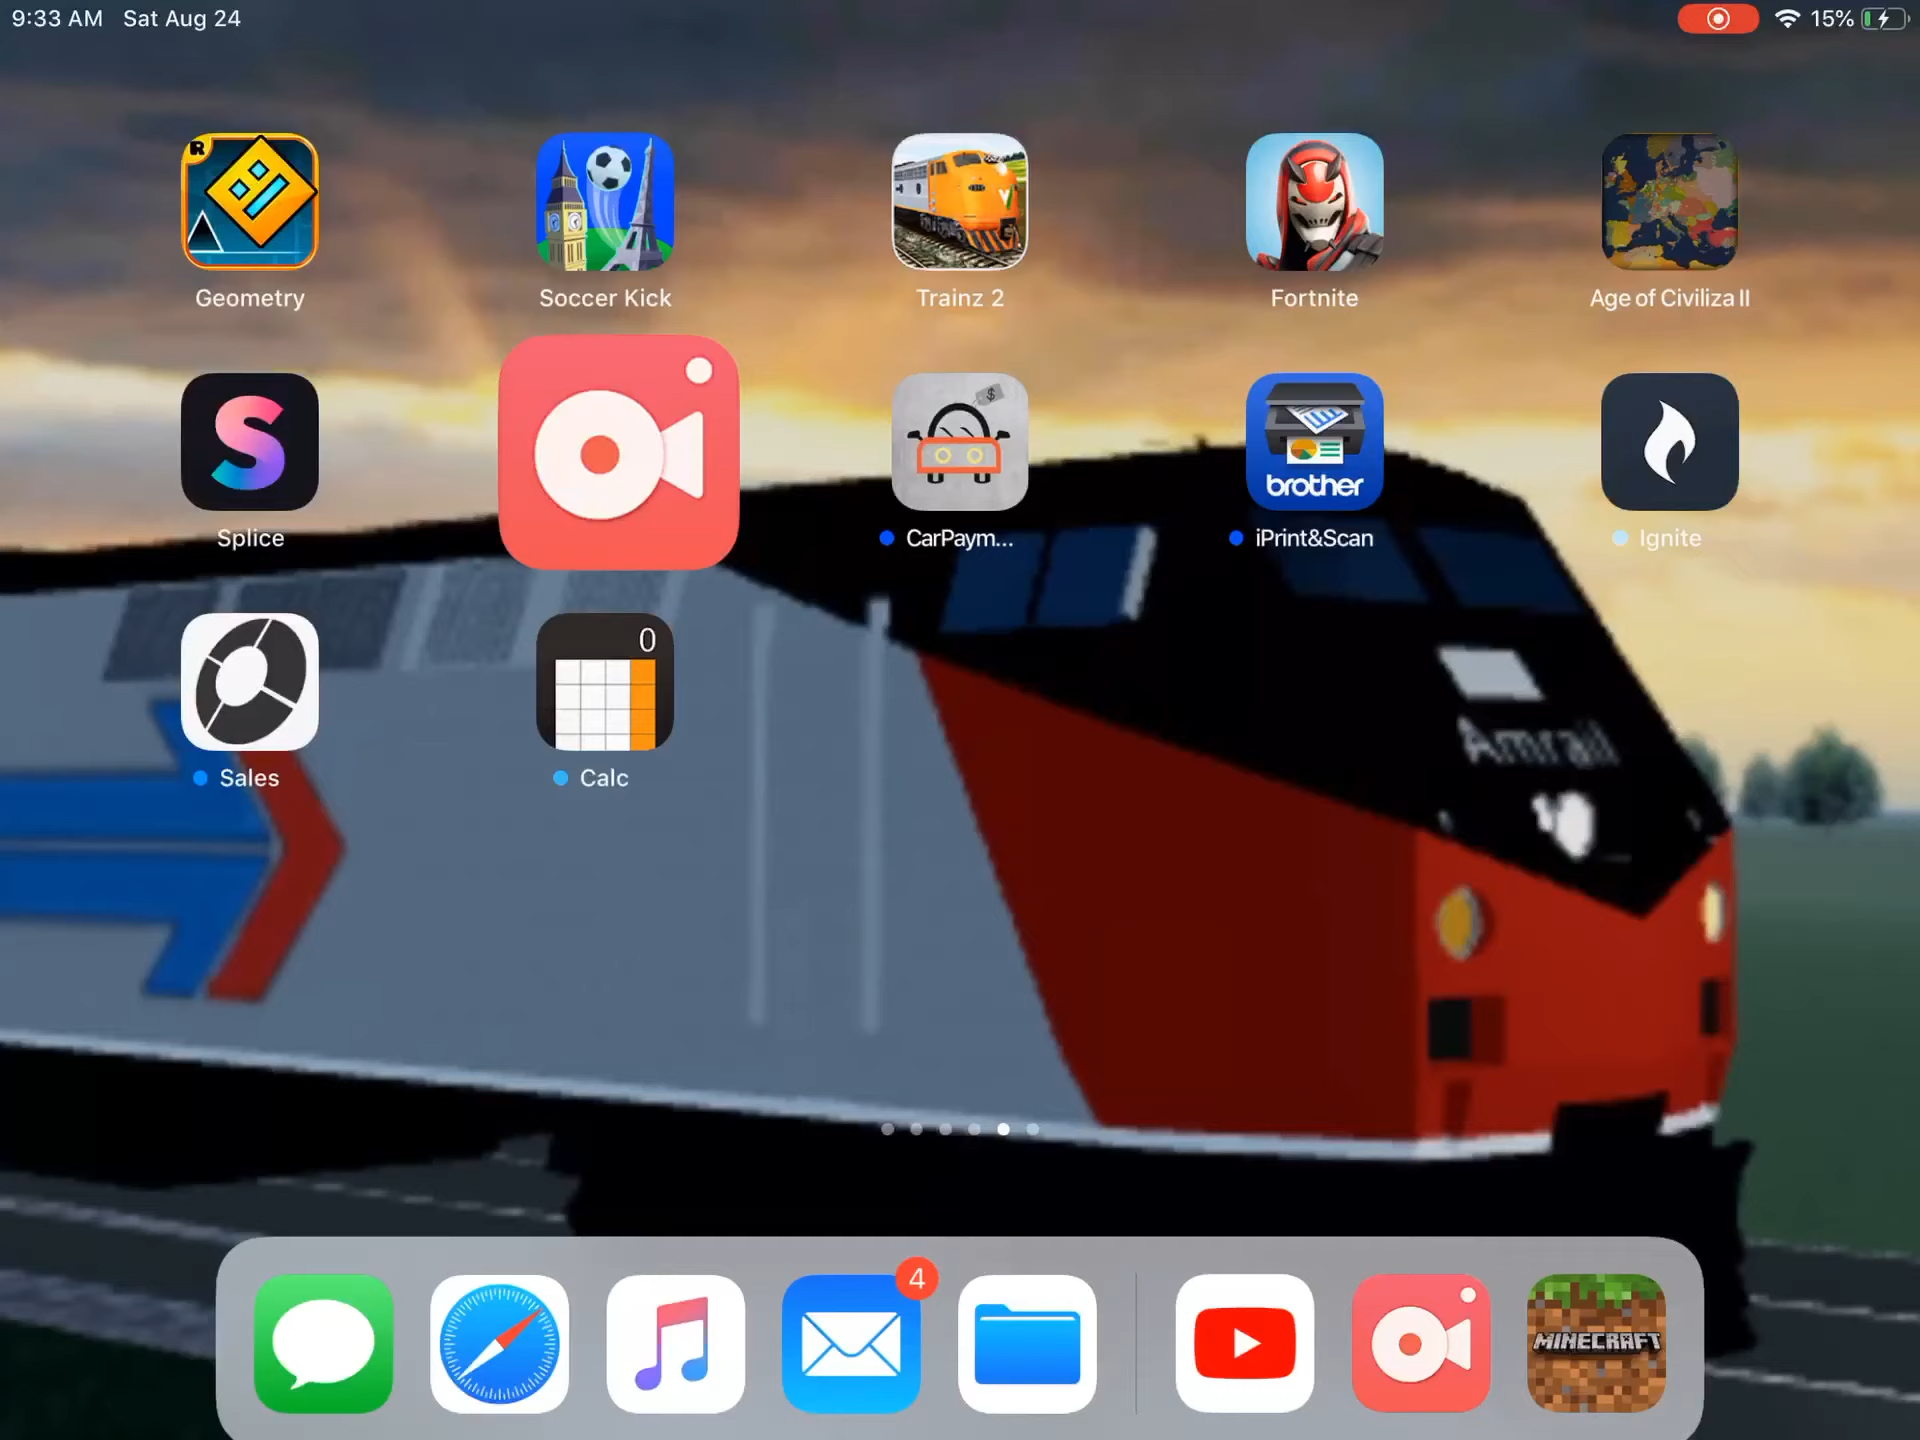 9:33 AM Sat Aug 24
15%
R
Geometry
Soccer Kick
Trainz 2
Fortnite
Age of Civiliza II
S
$
brother
Splice
CarPaym...
iPrint&Scan
Ignite
0
Sales
Calc
Amrail
4
MINECRAFT